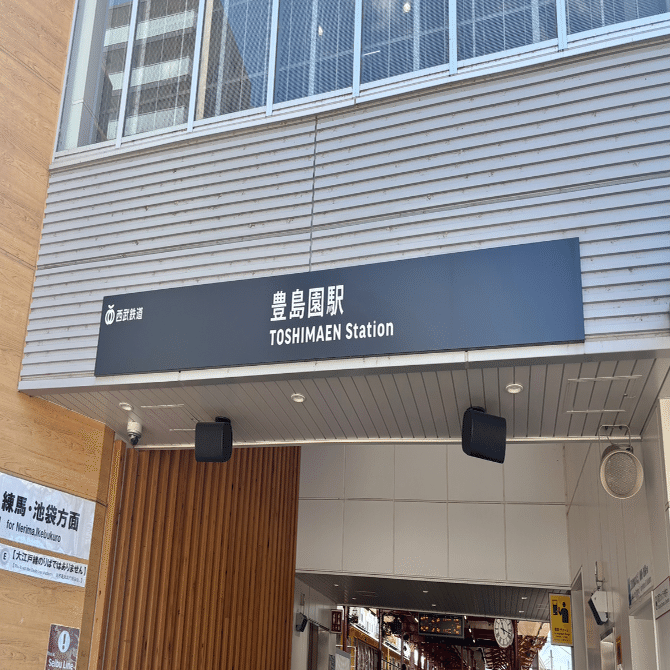 西武鉄道
豊島園駅
TOSHIMAEN Station
練馬・池袋方面
for Nerima,Ikebukuro
E 【大江戸線のりばではありません】
Seibu Line